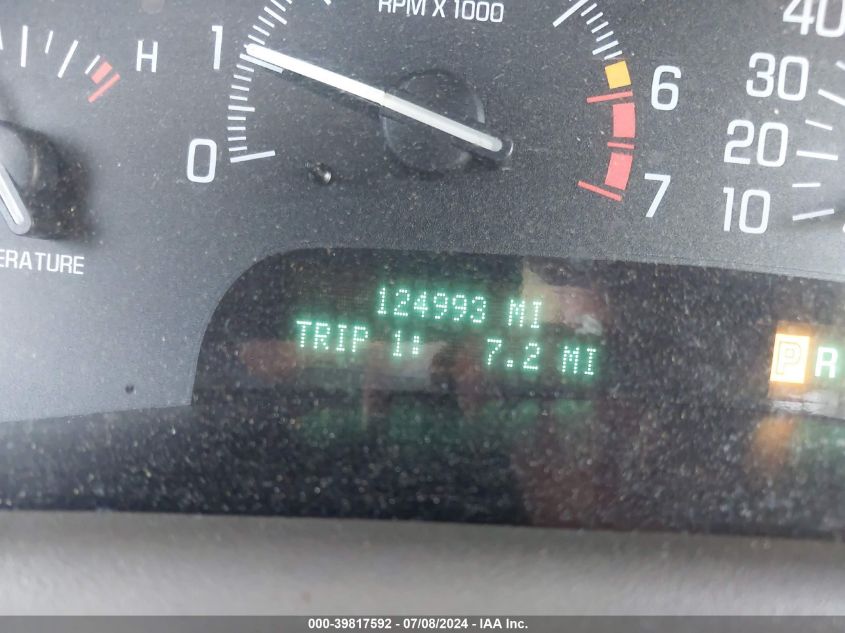 RPM X 1000
40
H
1
30
6
0
20
7
10
ERATURE
124993 MI
TRIP 1: 7.2 MI
P R
000-39817592 - 07/08/2024 - IAA Inc.